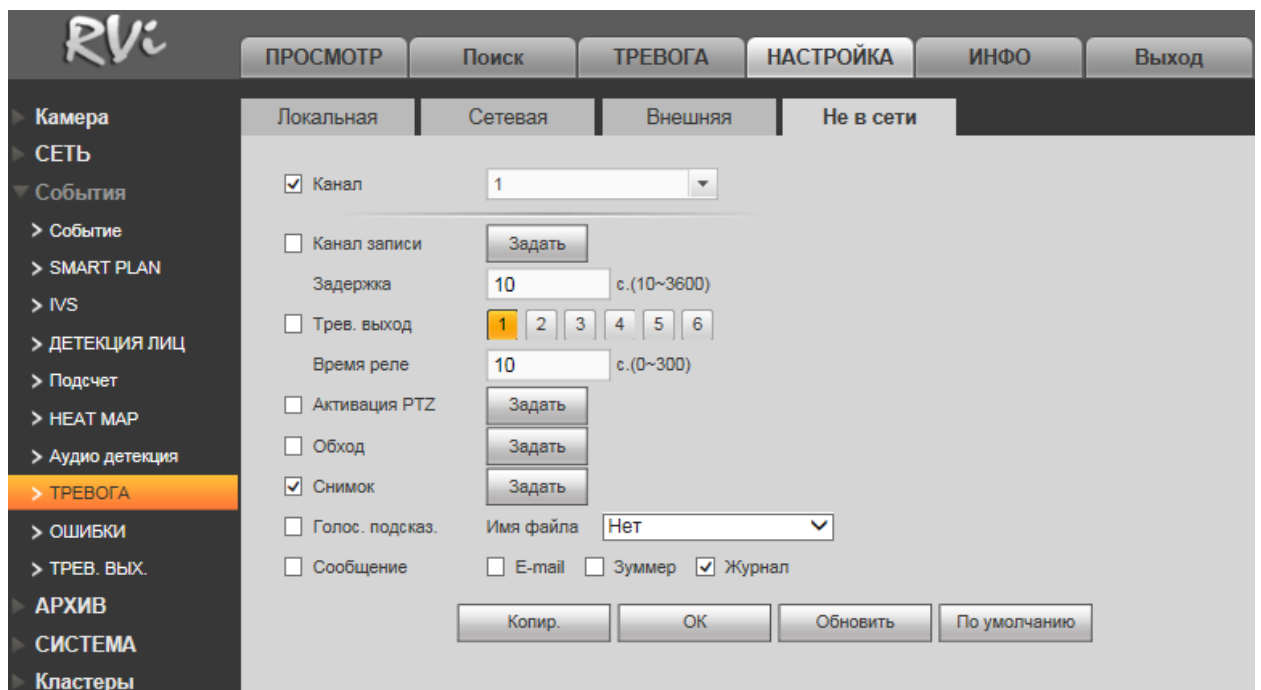 RVi
ПРОСМОТР Поиск ТРЕВОГА НАСТРОЙКА ИНФО Выход
Локальная Сетевая Внешняя Не в сети
Камера
СЕТЬ
События
> Событие
> SMART PLAN
> IVS
> ДЕТЕКЦИЯ ЛИЦ
> Подсчет
> HEAT MAP
> Аудио детекция
> ТРЕВОГА
> ОШИБКИ
> ТРЕВ. ВЫХ.
АРХИВ
СИСТЕМА
Кластеры
Канал 1
Канал записи Задать
Задержка 10 с.(10~3600)
Трев. выход 1 2 3 4 5 6
Время реле 10 с.(0~300)
Активация PTZ Задать
Обход Задать
Снимок Задать
Голос. подсказ. Имя файла Нет
Сообщение E-mail Зуммер Журнал
Копир. ОК Обновить По умолчанию